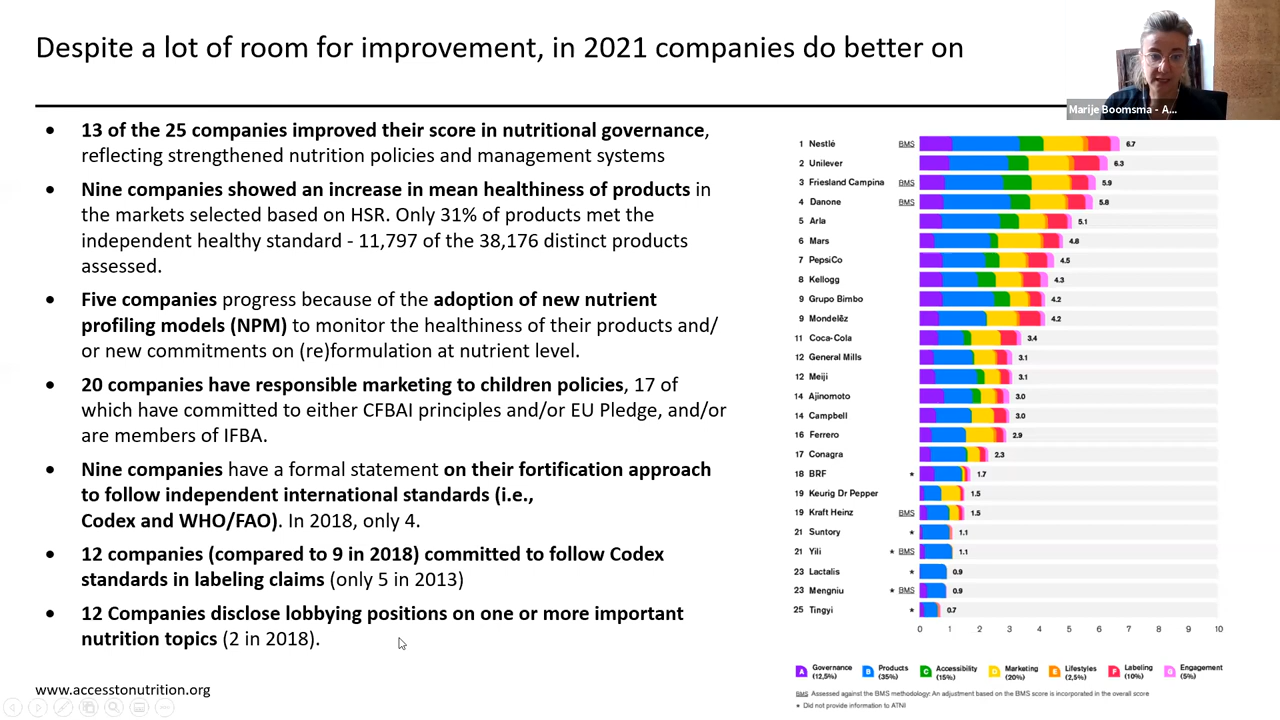 Despite a lot of room for improvement, in 2021 companies do better on
Marije Boomsma - A...
• 13 of the 25 companies improved their score in nutritional governance,
reflecting strengthened nutrition policies and management systems
• Nine companies showed an increase in mean healthiness of products in
the markets selected based on HSR. Only 31% of products met the
independent healthy standard - 11,797 of the 38,176 distinct products
assessed.
• Five companies progress because of the adoption of new nutrient
profiling models (NPM) to monitor the healthiness of their products and/
or new commitments on (re)formulation at nutrient level.
• 20 companies have responsible marketing to children policies, 17 of
which have committed to either CFBAI principles and/or EU Pledge, and/or
are members of IFBA.
• Nine companies have a formal statement on their fortification approach
to follow independent international standards (i.e.,
Codex and WHO/FAO). In 2018, only 4.
• 12 companies (compared to 9 in 2018) committed to follow Codex
standards in labeling claims (only 5 in 2013)
• 12 Companies disclose lobbying positions on one or more important
nutrition topics (2 in 2018).
www.accesstonutrition.org
1 Nestlé BMS 6.7
2 Unilever 6.3
3 Friesland Campina BMS 5.9
4 Danone BMS 5.8
5 Arla 5.1
6 Mars 4.8
7 PepsiCo 4.5
8 Kellogg 4.3
9 Grupo Bimbo 4.2
9 Mondelēz 4.2
11 Coca-Cola 3.4
12 General Mills 3.1
12 Meiji 3.1
14 Ajinomoto 3.0
14 Campbell 3.0
16 Ferrero 2.9
17 Conagra 2.3
18 BRF * 1.7
19 Keurig Dr Pepper 1.5
19 Kraft Heinz BMS 1.5
21 Suntory * 1.1
21 Yili * BMS 1.1
23 Lactalis * 0.9
23 Mengniu * BMS 0.9
25 Tingyi * 0.7
0 1 2 3 4 5 6 7 8 9 10
A Governance (12,5%)
B Products (35%)
C Accessibility (15%)
D Marketing (20%)
E Lifestyles (2,5%)
F Labeling (10%)
G Engagement (5%)
BMS Assessed against the BMS methodology: An adjustment based on the BMS score is incorporated in the overall score
* Did not provide information to ATNI